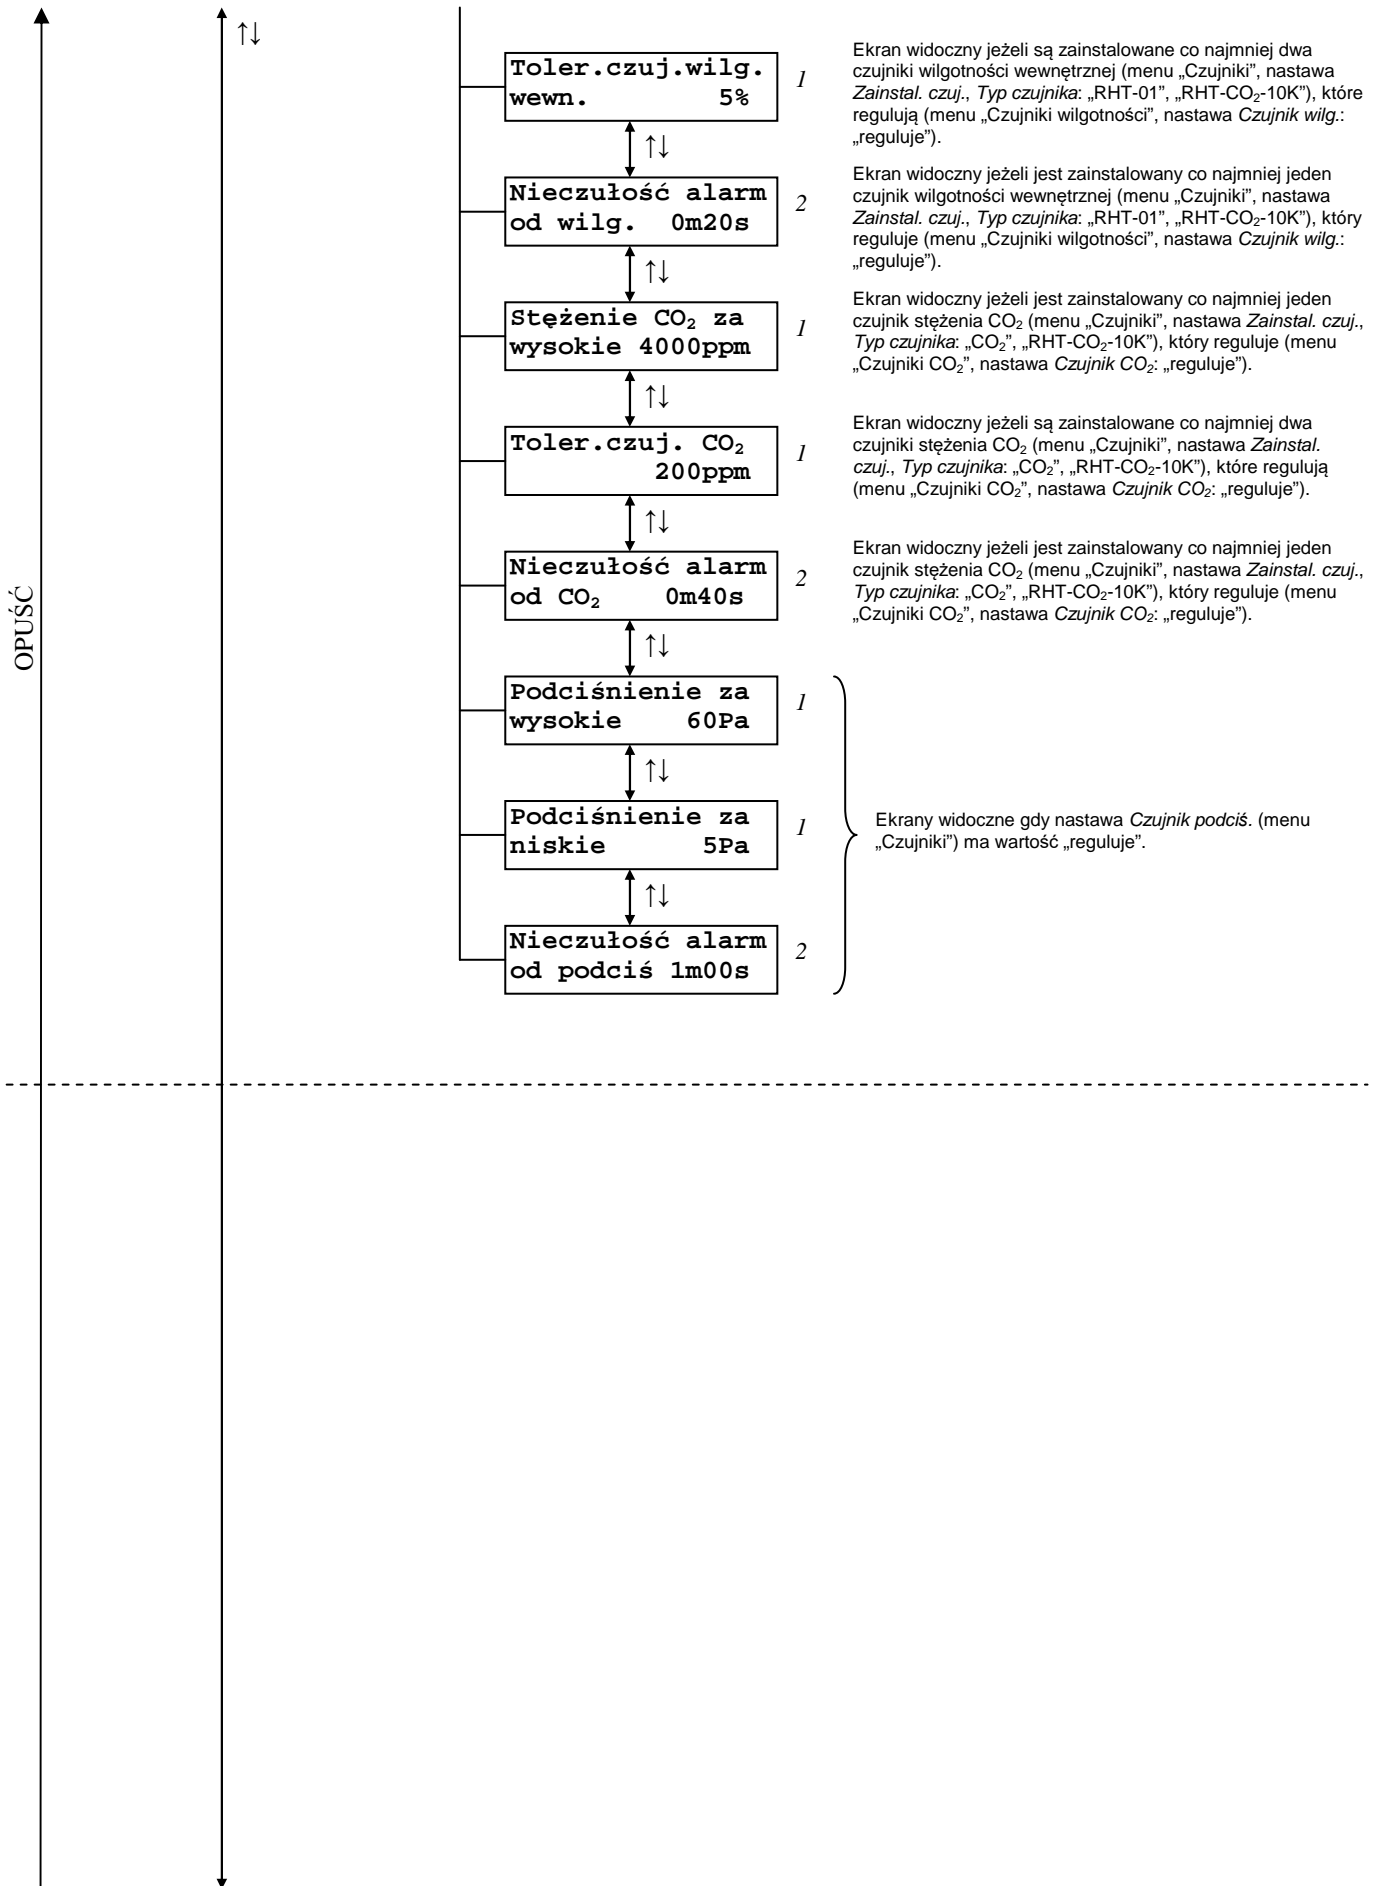 ↑↓
Toler.czuj.wilg.
wewn. 5%
1
Ekran widoczny jeżeli są zainstalowane co najmniej dwa
czujniki wilgotności wewnętrznej (menu „Czujniki”, nastawa
Zainstal. czuj., Typ czujnika: „RHT-01”, „RHT-CO₂-10K”), które
regulują (menu „Czujniki wilgotności”, nastawa Czujnik wilg.:
„reguluje”).
↑↓
Nieczułość alarm
od wilg. 0m20s
2
Ekran widoczny jeżeli jest zainstalowany co najmniej jeden
czujnik wilgotności wewnętrznej (menu „Czujniki”, nastawa
Zainstal. czuj., Typ czujnika: „RHT-01”, „RHT-CO₂-10K”), który
reguluje (menu „Czujniki wilgotności”, nastawa Czujnik wilg.:
„reguluje”).
↑↓
Stężenie CO₂ za
wysokie 4000ppm
1
Ekran widoczny jeżeli jest zainstalowany co najmniej jeden
czujnik stężenia CO₂ (menu „Czujniki”, nastawa Zainstal. czuj.,
Typ czujnika: „CO₂”, „RHT-CO₂-10K”), który reguluje (menu
„Czujniki CO₂”, nastawa Czujnik CO₂: „reguluje”).
↑↓
Toler.czuj. CO₂
200ppm
1
Ekran widoczny jeżeli są zainstalowane co najmniej dwa
czujniki stężenia CO₂ (menu „Czujniki”, nastawa Zainstal.
czuj., Typ czujnika: „CO₂”, „RHT-CO₂-10K”), które regulują
(menu „Czujniki CO₂”, nastawa Czujnik CO₂: „reguluje”).
↑↓
Nieczułość alarm
od CO₂ 0m40s
2
Ekran widoczny jeżeli jest zainstalowany co najmniej jeden
czujnik stężenia CO₂ (menu „Czujniki”, nastawa Zainstal. czuj.,
Typ czujnika: „CO₂”, „RHT-CO₂-10K”), który reguluje (menu
„Czujniki CO₂”, nastawa Czujnik CO₂: „reguluje”).
OPUŚĆ
↑↓
Podciśnienie za
wysokie 60Pa
1
↑↓
Podciśnienie za
niskie 5Pa
1
Ekrany widoczne gdy nastawa Czujnik podciś. (menu
„Czujniki”) ma wartość „reguluje”.
↑↓
Nieczułość alarm
od podciś 1m00s
2